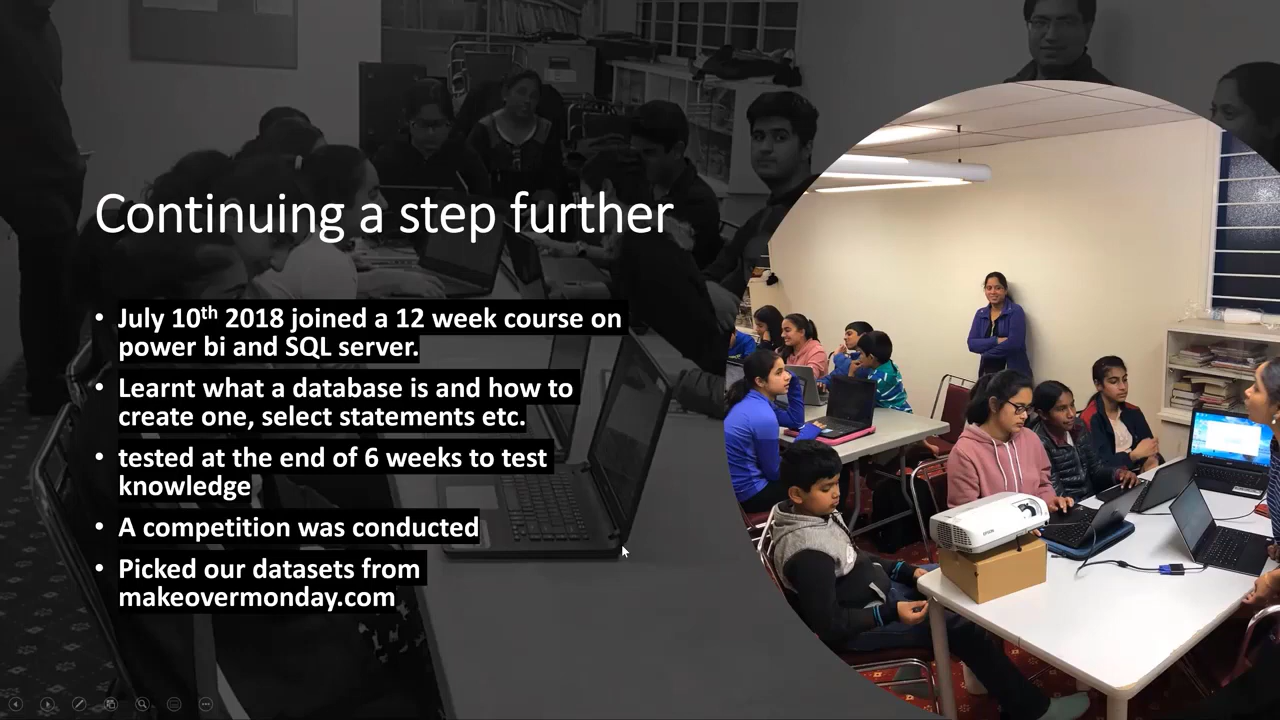 Continuing a step further
• July 10th 2018 joined a 12 week course on
power bi and SQL server.
• Learnt what a database is and how to
create one, select statements etc.
• tested at the end of 6 weeks to test
knowledge
• A competition was conducted
• Picked our datasets from
makeovermonday.com
EPSON